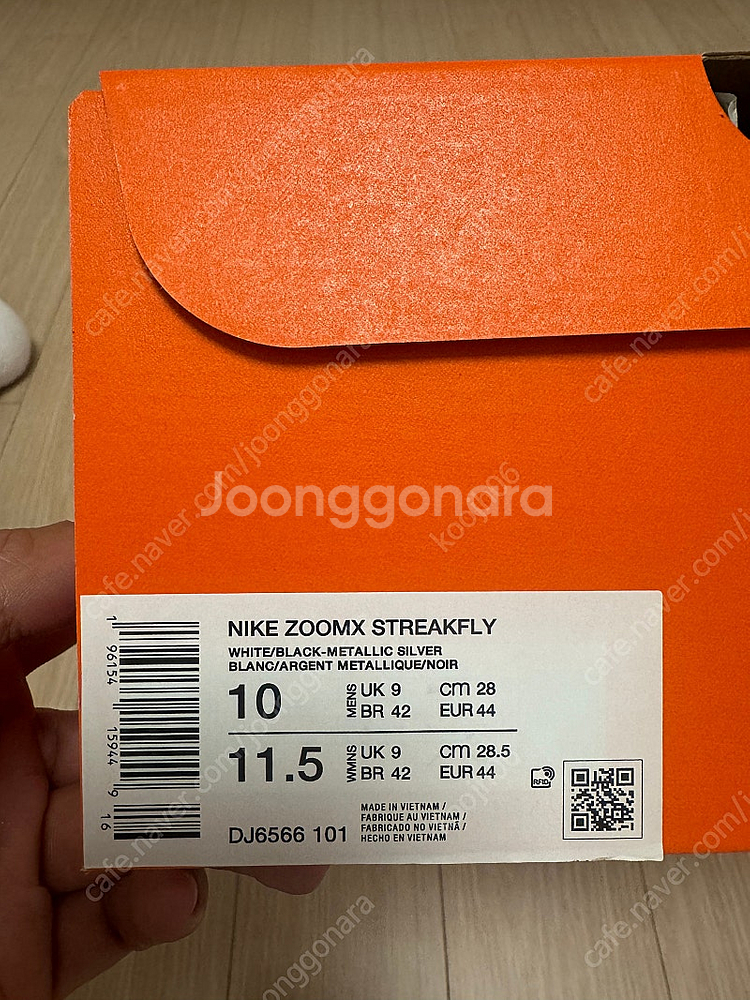 cafe.naver.com/joonggonara
Joonggonara
koojoo6
NIKE ZOOMX STREAKFLY
WHITE/BLACK-METALLIC SILVER
BLANC/ARGENT METALLIQUE/NOIR
10 MENS UK 9 cm 28
BR 42 EUR 44
11.5 WMNS UK 9 cm 28.5
BR 42 EUR 44
RFID
MADE IN VIETNAM /
FABRIQUE AU VIETNAM /
FABRICADO NO VIETNÃ /
HECHO EN VIETNAM
DJ6566 101
1 96154 15944 9 16